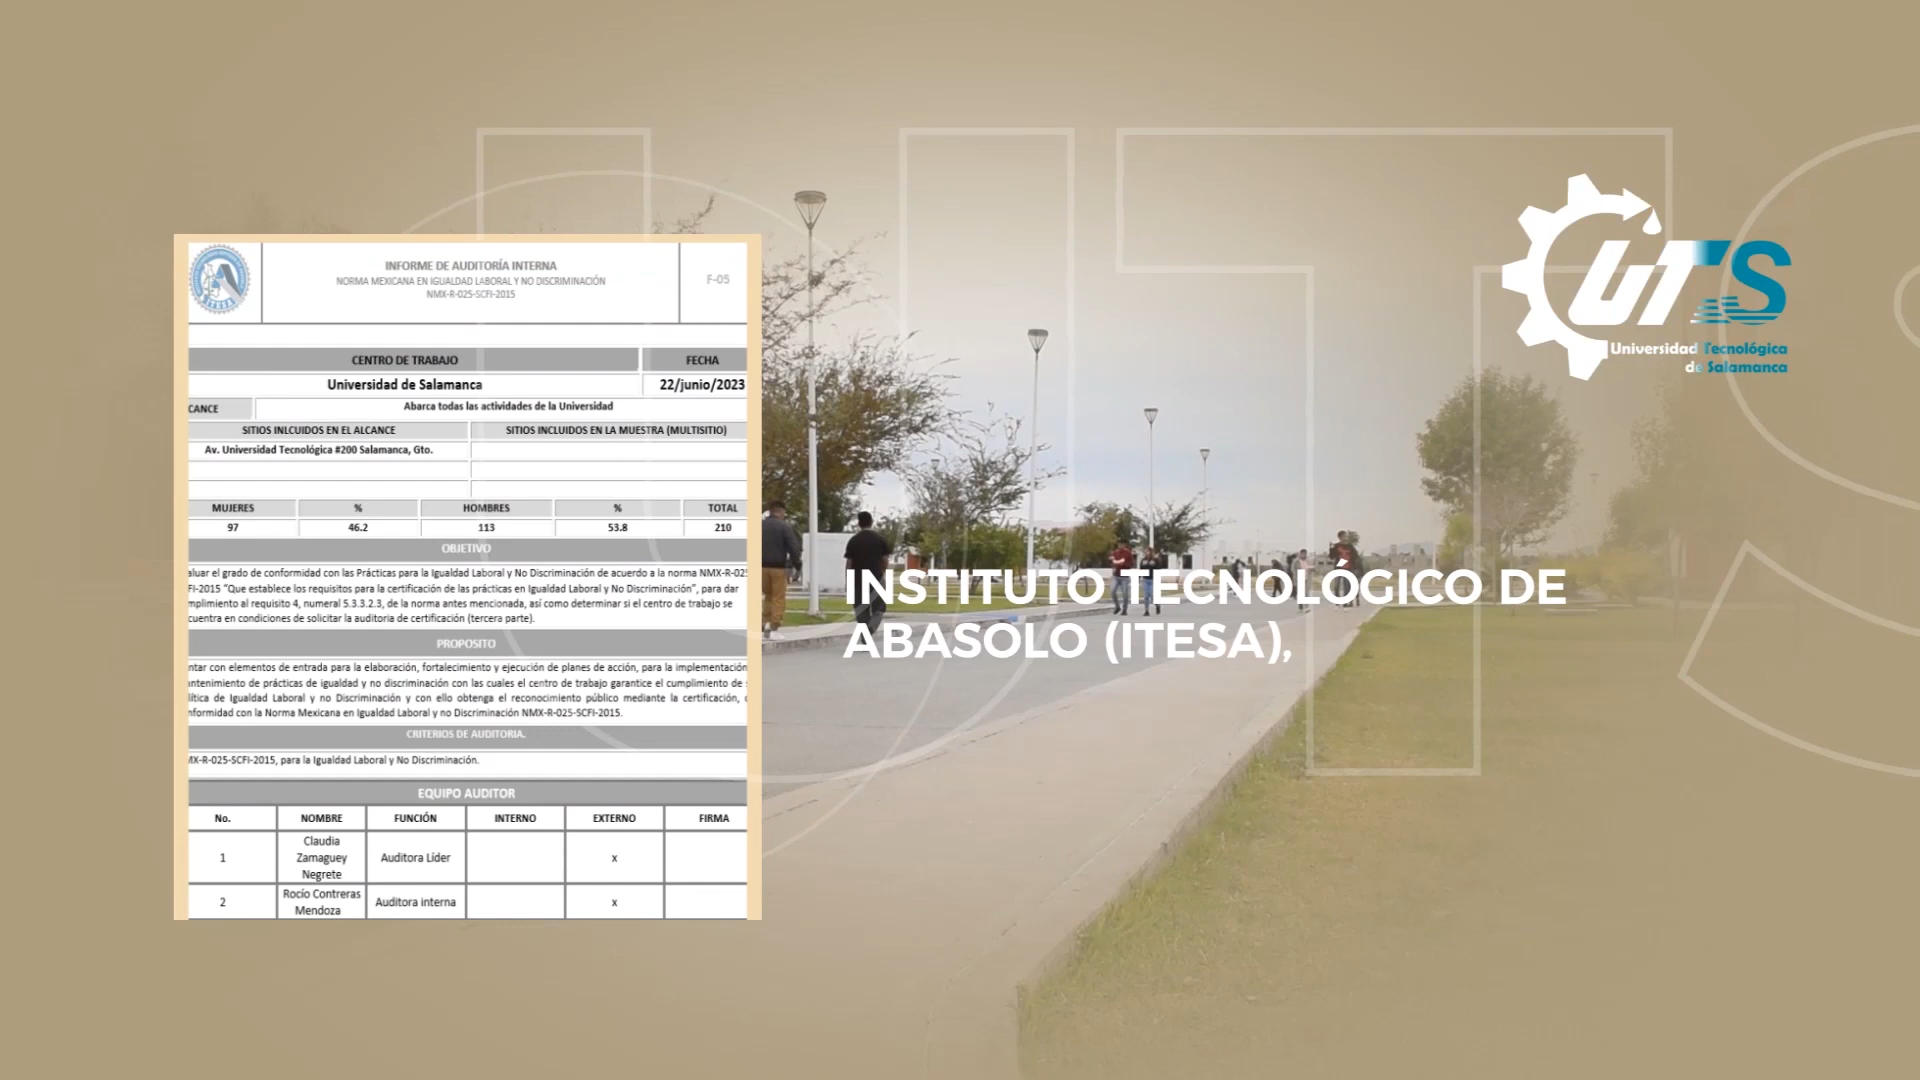 INFORME DE AUDITORÍA INTERNA
NORMA MEXICANA EN IGUALDAD LABORAL Y NO DISCRIMINACIÓN
NMX-R-025-SCFI-2015
F-05
ITESA
CENTRO DE TRABAJO FECHA
Universidad de Salamanca 22/junio/2023
CANCE Abarca todas las actividades de la Universidad
SITIOS INLCUIDOS EN EL ALCANCE SITIOS INCLUIDOS EN LA MUESTRA (MULTISITIO)
Av. Universidad Tecnológica #200 Salamanca, Gto.
MUJERES % HOMBRES % TOTAL
97 46.2 113 53.8 210
OBJETIVO
aluar el grado de conformidad con las Prácticas para la Igualdad Laboral y No Discriminación de acuerdo a la norma NMX-R-025
FI-2015 "Que establece los requisitos para la certificación de las prácticas en Igualdad Laboral y No Discriminación", para dar
mplimiento al requisito 4, numeral 5.3.3.2.3, de la norma antes mencionada, así como determinar si el centro de trabajo se
cuentra en condiciones de solicitar la auditoria de certificación (tercera parte).
PROPOSITO
ntar con elementos de entrada para la elaboración, fortalecimiento y ejecución de planes de acción, para la implementación
antenimiento de prácticas de igualdad y no discriminación con las cuales el centro de trabajo garantice el cumplimiento de
lítica de Igualdad Laboral y no Discriminación y con ello obtenga el reconocimiento público mediante la certificación,
nformidad con la Norma Mexicana en Igualdad Laboral y no Discriminación NMX-R-025-SCFI-2015.
CRITERIOS DE AUDITORIA.
MX-R-025-SCFI-2015, para la Igualdad Laboral y No Discriminación.
EQUIPO AUDITOR
No. NOMBRE FUNCIÓN INTERNO EXTERNO FIRMA
1 Claudia Zamaguey Negrete Auditora Líder x
2 Rocío Contreras Mendoza Auditora interna x
INSTITUTO TECNOLÓGICO DE
ABASOLO (ITESA),
UTS
Universidad Tecnológica
de Salamanca
UTS